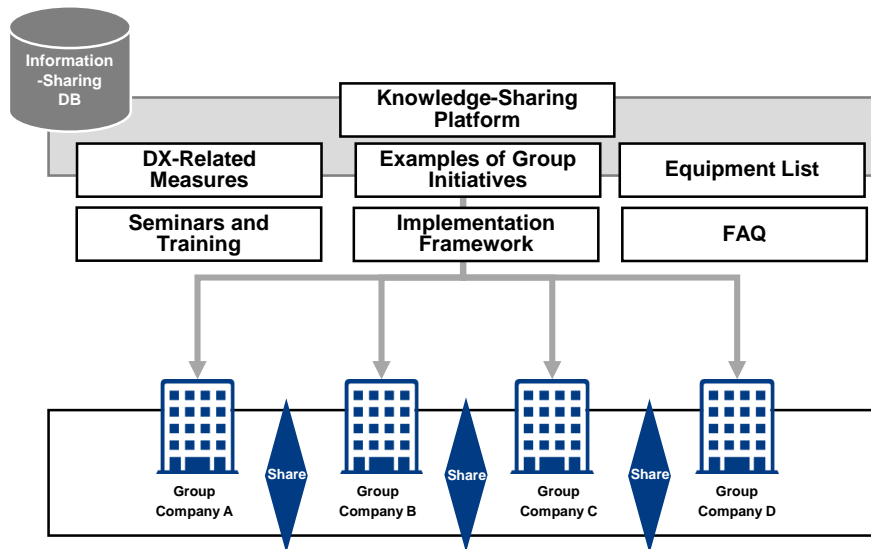 Information
-Sharing
DB
Knowledge-Sharing
Platform
DX-Related
Measures
Examples of Group
Initiatives
Equipment List
Seminars and
Training
Implementation
Framework
FAQ
Group
Company A
Share
Group
Company B
Share
Group
Company C
Share
Group
Company D